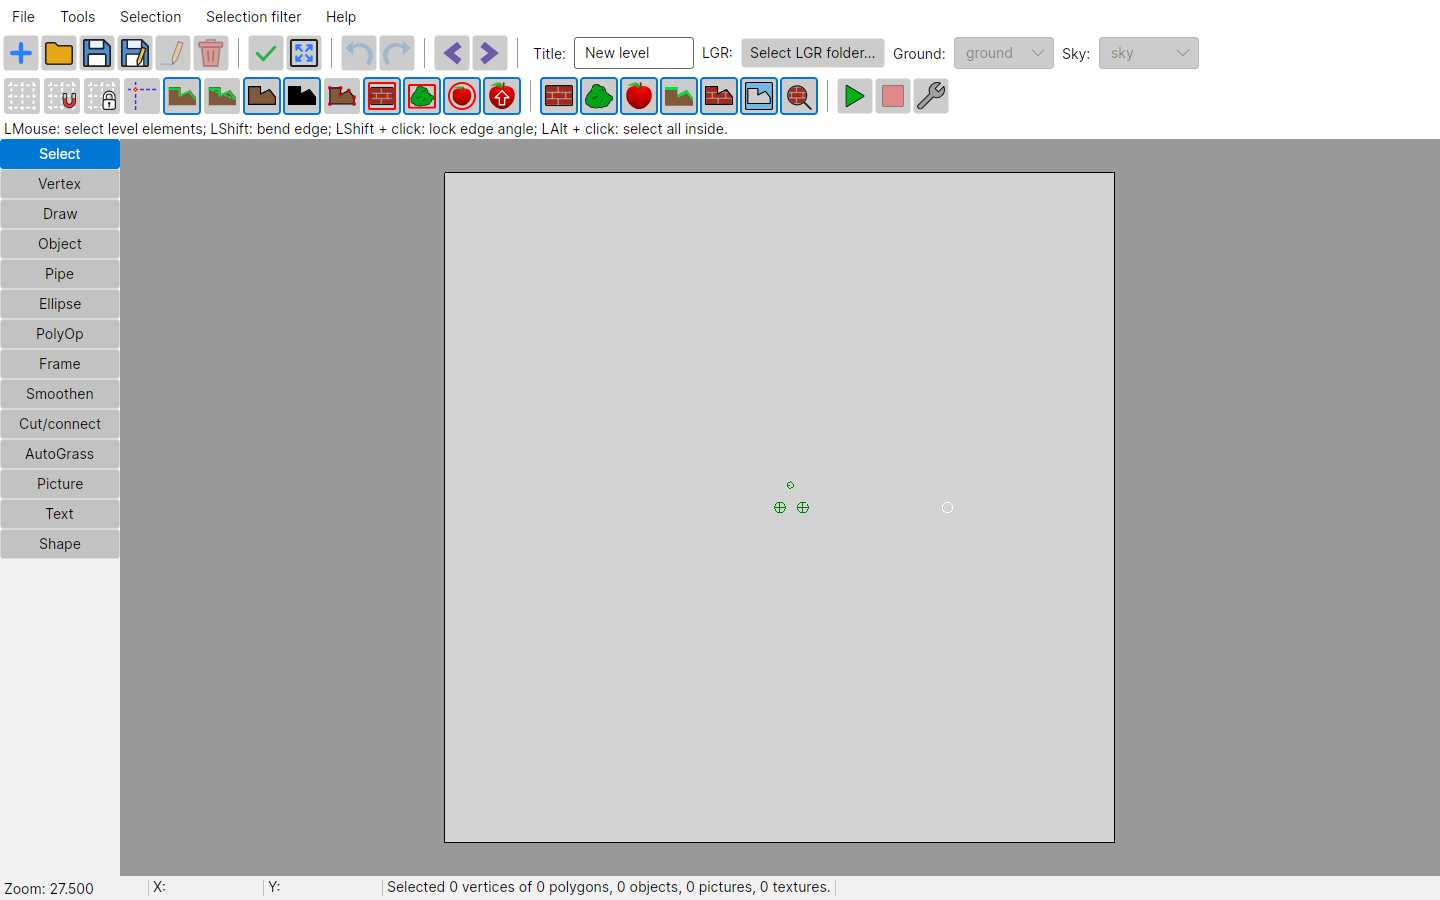 File Tools Selection Selection filter Help
Title: New level LGR: Select LGR folder... Ground: ground Sky: sky
LMouse: select level elements; LShift: bend edge; LShift + click: lock edge angle; LAlt + click: select all inside.
Select
Vertex
Draw
Object
Pipe
Ellipse
PolyOp
Frame
Smoothen
Cut/connect
AutoGrass
Picture
Text
Shape
Zoom: 27.500 X: Y: Selected 0 vertices of 0 polygons, 0 objects, 0 pictures, 0 textures.